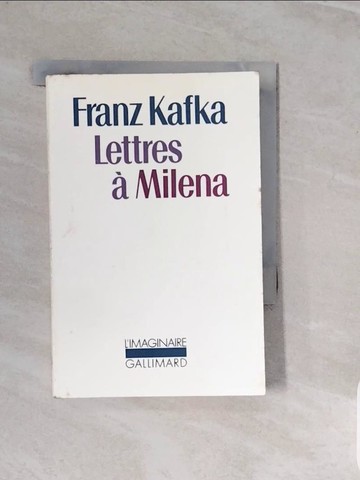 Franz Kafka
Lettres
à Milena
L'IMAGINAIRE
GALLIMARD